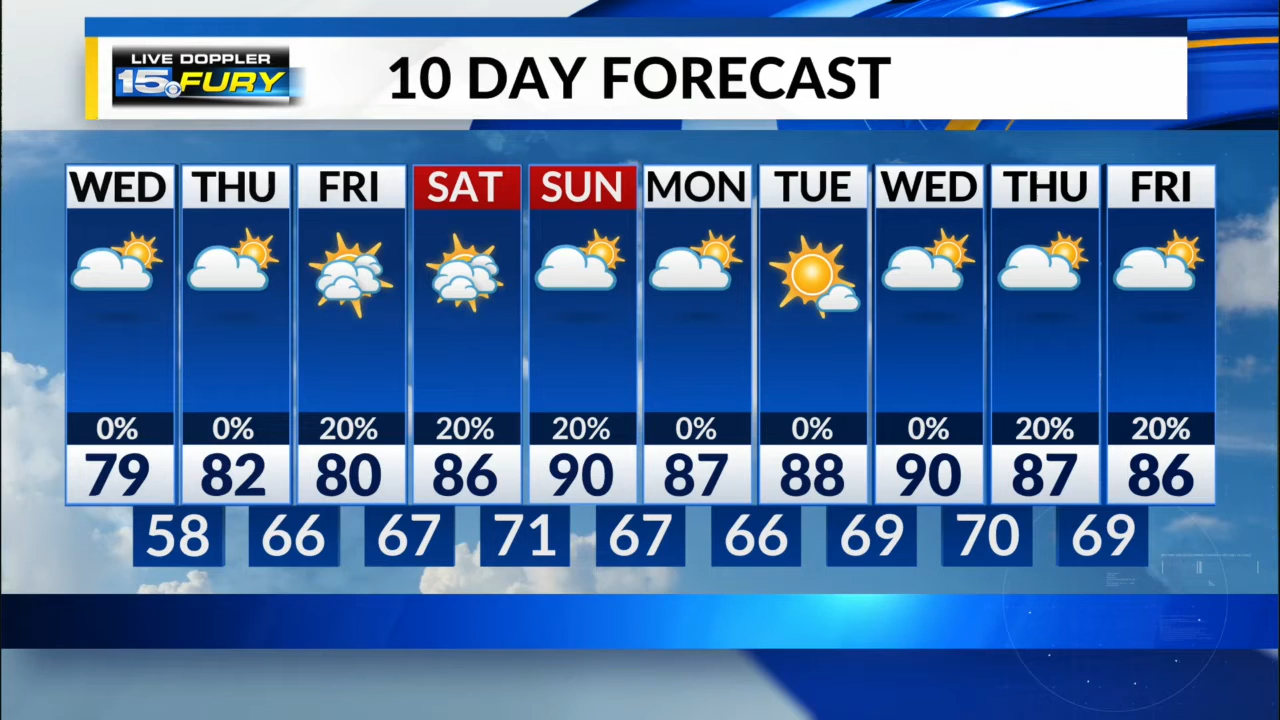 LIVE DOPPLER
15 FURY
10 DAY FORECAST
WED THU FRI SAT SUN MON TUE WED THU FRI
0% 0% 20% 20% 20% 0% 0% 0% 20% 20%
79 82 80 86 90 87 88 90 87 86
58 66 67 71 67 66 69 70 69